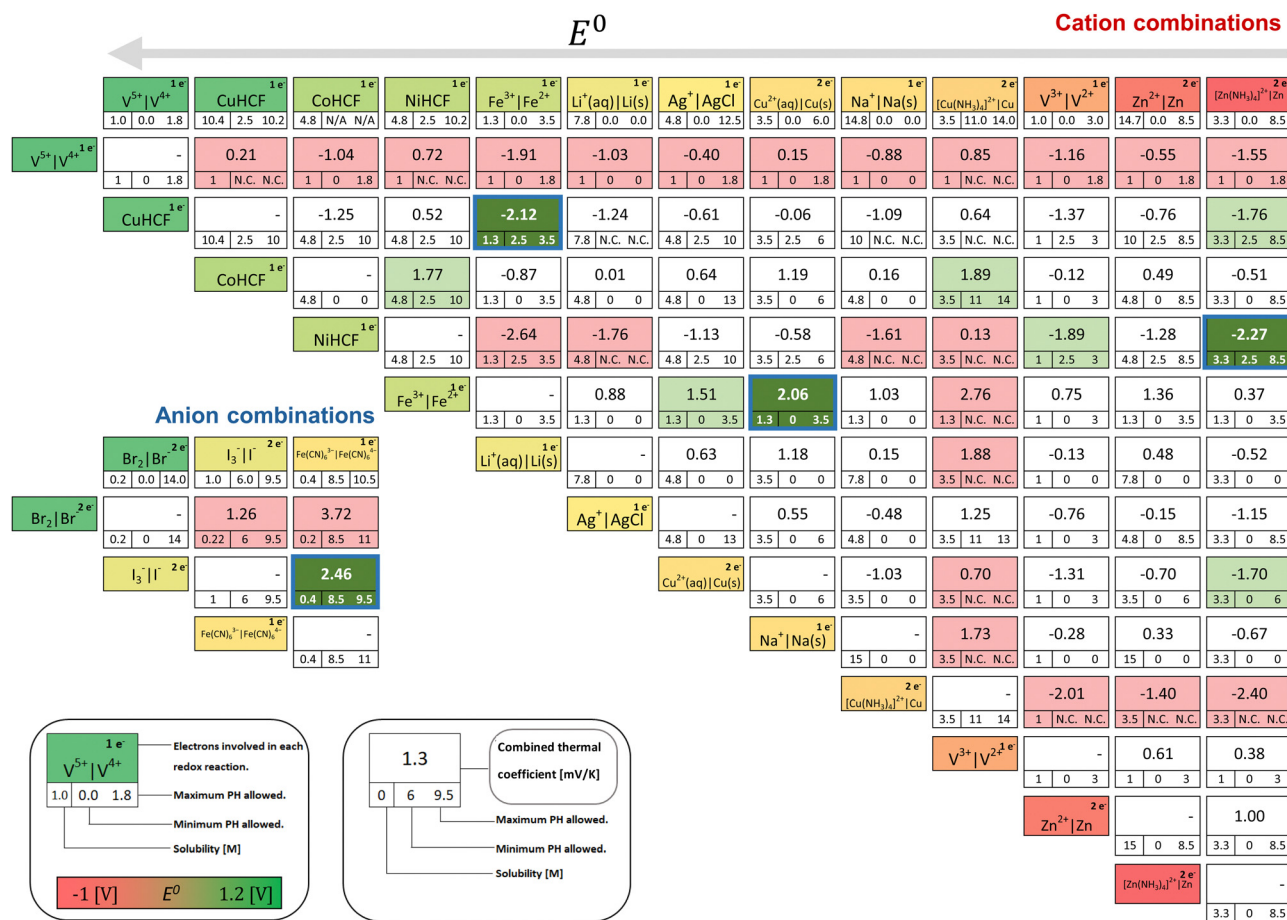 E⁰
Cation combinations
1 e⁻ 1 e⁻ 1 e⁻ 1 e⁻ 1 e⁻ 1 e⁻ 1 e⁻ 2 e⁻ 1 e⁻ 2 e⁻ 1 e⁻ 2 e⁻ 2 e⁻
V⁵⁺|V⁴⁺ CuHCF CoHCF NiHCF Fe³⁺|Fe²⁺ Li⁺(aq)|Li(s) Ag⁺|AgCl Cu²⁺(aq)|Cu(s) Na⁺|Na(s) [Cu(NH₃)₄]²⁺|Cu V³⁺|V²⁺ Zn²⁺|Zn [Zn(NH₃)₄]²⁺|Zn
1.0 0.0 1.8 10.4 2.5 10.2 4.8 N/A N/A 4.8 2.5 10.2 1.3 0.0 3.5 7.8 0.0 0.0 4.8 0.0 12.5 3.5 0.0 6.0 14.8 0.0 0.0 3.5 11.0 14.0 1.0 0.0 3.0 14.7 0.0 8.5 3.3 0.0 8.5
V⁵⁺|V⁴⁺ 1 e⁻ - 0.21 -1.04 0.72 -1.91 -1.03 -0.40 0.15 -0.88 0.85 -1.16 -0.55 -1.55
1 0 1.8 1 N.C. N.C. 1 0 1.8 1 N.C. N.C. 1 0 1.8 1 0 0 1 0 1.8 1 0 1.8 1 0 0 1 N.C. N.C. 1 0 1.8 1 0 1.8 1 0 1.8
CuHCF 1 e⁻ - -1.25 0.52 -2.12 -1.24 -0.61 -0.06 -1.09 0.64 -1.37 -0.76 -1.76
10.4 2.5 10 4.8 2.5 10 4.8 2.5 10 1.3 2.5 3.5 7.8 N.C. N.C. 4.8 2.5 10 3.5 2.5 6 10 N.C. N.C. 3.5 N.C. N.C. 1 2.5 3 10 2.5 8.5 3.3 2.5 8.5
CoHCF 1 e⁻ - 1.77 -0.87 0.01 0.64 1.19 0.16 1.89 -0.12 0.49 -0.51
4.8 0 0 4.8 2.5 10 1.3 0 3.5 4.8 0 0 4.8 0 13 3.5 0 6 4.8 0 0 3.5 11 14 1 0 3 4.8 0 8.5 3.3 0 8.5
NiHCF 1 e⁻ - -2.64 -1.76 -1.13 -0.58 -1.61 0.13 -1.89 -1.28 -2.27
4.8 2.5 10 1.3 2.5 3.5 4.8 N.C. N.C. 4.8 2.5 10 3.5 2.5 6 4.8 N.C. N.C. 3.5 N.C. N.C. 1 2.5 3 4.8 2.5 8.5 3.3 2.5 8.5
Fe³⁺|Fe²⁺ 1 e⁻ - 0.88 1.51 2.06 1.03 2.76 0.75 1.36 0.37
1.3 0 3.5 1.3 0 0 1.3 0 3.5 1.3 0 3.5 1.3 0 0 1.3 N.C. N.C. 1 0 3 1.3 0 3.5 1.3 0 3.5
Li⁺(aq)|Li(s) 1 e⁻ - 0.63 1.18 0.15 1.88 -0.13 0.48 -0.52
7.8 0 0 4.8 0 0 3.5 0 0 7.8 0 0 3.5 N.C. N.C. 1 0 0 7.8 0 0 3.3 0 0
Ag⁺|AgCl 1 e⁻ - 0.55 -0.48 1.25 -0.76 -0.15 -1.15
4.8 0 13 3.5 0 6 4.8 0 0 3.5 11 13 1 0 3 4.8 0 8.5 3.3 0 8.5
Cu²⁺(aq)|Cu(s) 2 e⁻ - -1.03 0.70 -1.31 -0.70 -1.70
3.5 0 6 3.5 0 0 3.5 N.C. N.C. 1 0 3 3.5 0 6 3.3 0 6
Na⁺|Na(s) 1 e⁻ - 1.73 -0.28 0.33 -0.67
15 0 0 3.5 N.C. N.C. 1 0 0 15 0 0 3.3 0 0
[Cu(NH₃)₄]²⁺|Cu 2 e⁻ - -2.01 -1.40 -2.40
3.5 11 14 1 N.C. N.C. 3.5 N.C. N.C. 3.3 N.C. N.C.
V³⁺|V²⁺ 1 e⁻ - 0.61 0.38
1 0 3 1 0 3 1 0 3
Zn²⁺|Zn 2 e⁻ - 1.00
15 0 8.5 3.3 0 8.5
[Zn(NH₃)₄]²⁺|Zn 2 e⁻ -
3.3 0 8.5
Anion combinations
2 e⁻ 2 e⁻ 1 e⁻
Br₂|Br⁻ I₃⁻|I⁻ Fe(CN)₆³⁻|Fe(CN)₆⁴⁻
0.2 0.0 14.0 1.0 6.0 9.5 0.4 8.5 10.5
Br₂|Br⁻ 2 e⁻ - 1.26 3.72
0.2 0 14 0.22 6 9.5 0.2 8.5 11
I₃⁻|I⁻ 2 e⁻ - 2.46
1 6 9.5 0.4 8.5 9.5
Fe(CN)₆³⁻|Fe(CN)₆⁴⁻ 1 e⁻ -
0.4 8.5 11
1 e⁻
V⁵⁺|V⁴⁺
1.0 0.0 1.8
Electrons involved in each
redox reaction.
Maximum PH allowed.
Minimum PH allowed.
Solubility [M]
-1 [V] E⁰ 1.2 [V]
1.3
0 6 9.5
Combined thermal
coefficient [mV/K]
Maximum PH allowed.
Minimum PH allowed.
Solubility [M]